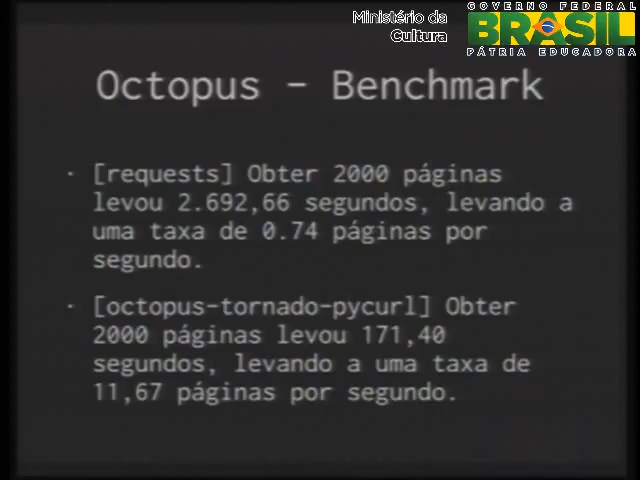 Ministério da
Cultura
GOVERNO FEDERAL
BRASIL
PÁTRIA EDUCADORA
Octopus - Benchmark
· [requests] Obter 2000 páginas
levou 2.692,66 segundos, levando a
uma taxa de 0.74 páginas por
segundo.
· [octopus-tornado-pycurl] Obter
2000 páginas levou 171,40
segundos, levando a uma taxa de
11,67 páginas por segundo.